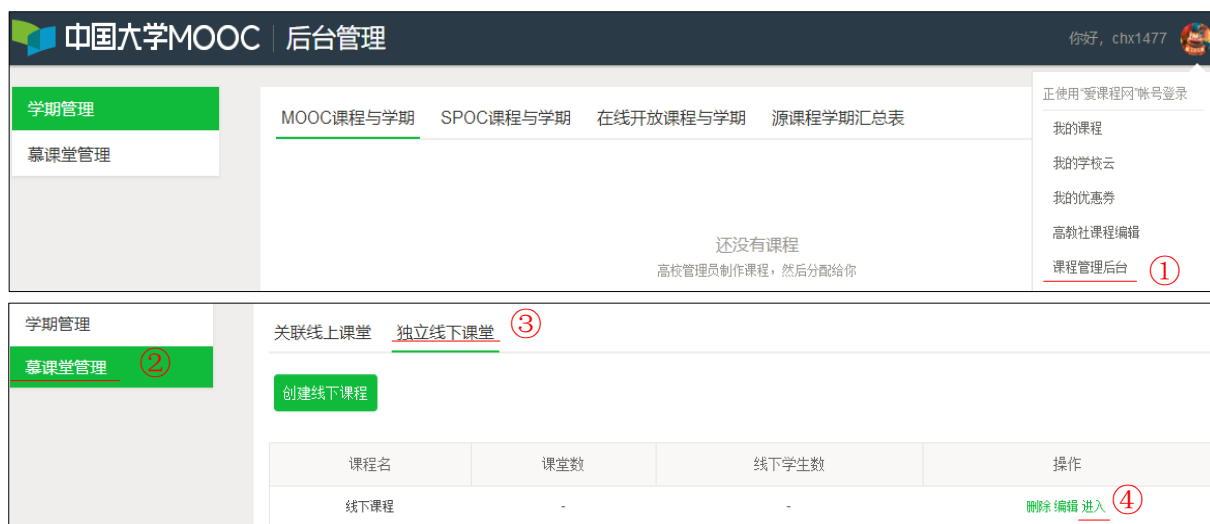 中国大学MOOC 后台管理 你好，chx1477
学期管理
慕课堂管理
MOOC课程与学期 SPOC课程与学期 在线开放课程与学期 源课程学期汇总表
还没有课程
高校管理员制作课程，然后分配给你
正使用“爱课程网”帐号登录
我的课程
我的学校云
我的优惠券
高教社课程编辑
课程管理后台 ①
学期管理
慕课堂管理 ②
关联线上课堂 独立线下课堂 ③
创建线下课程
课程名 课堂数 线下学生数 操作
线下课程 - - 删除 编辑 进入 ④